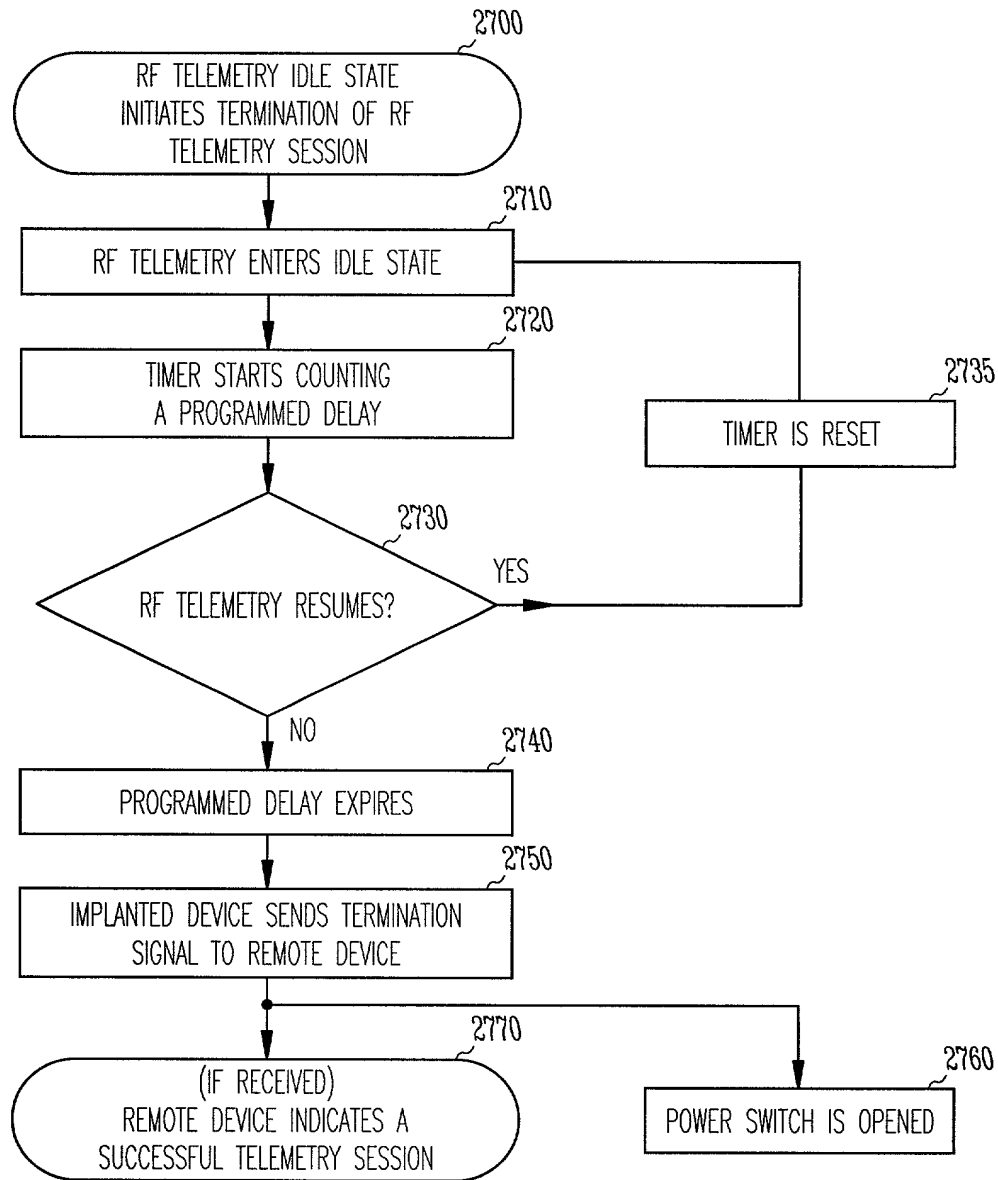 2700
RF TELEMETRY IDLE STATE
INITIATES TERMINATION OF RF
TELEMETRY SESSION
2710
RF TELEMETRY ENTERS IDLE STATE
2720
TIMER STARTS COUNTING
A PROGRAMMED DELAY
2735
TIMER IS RESET
2730
RF TELEMETRY RESUMES?
YES
NO
2740
PROGRAMMED DELAY EXPIRES
2750
IMPLANTED DEVICE SENDS TERMINATION
SIGNAL TO REMOTE DEVICE
2770
(IF RECEIVED)
REMOTE DEVICE INDICATES A
SUCCESSFUL TELEMETRY SESSION
2760
POWER SWITCH IS OPENED